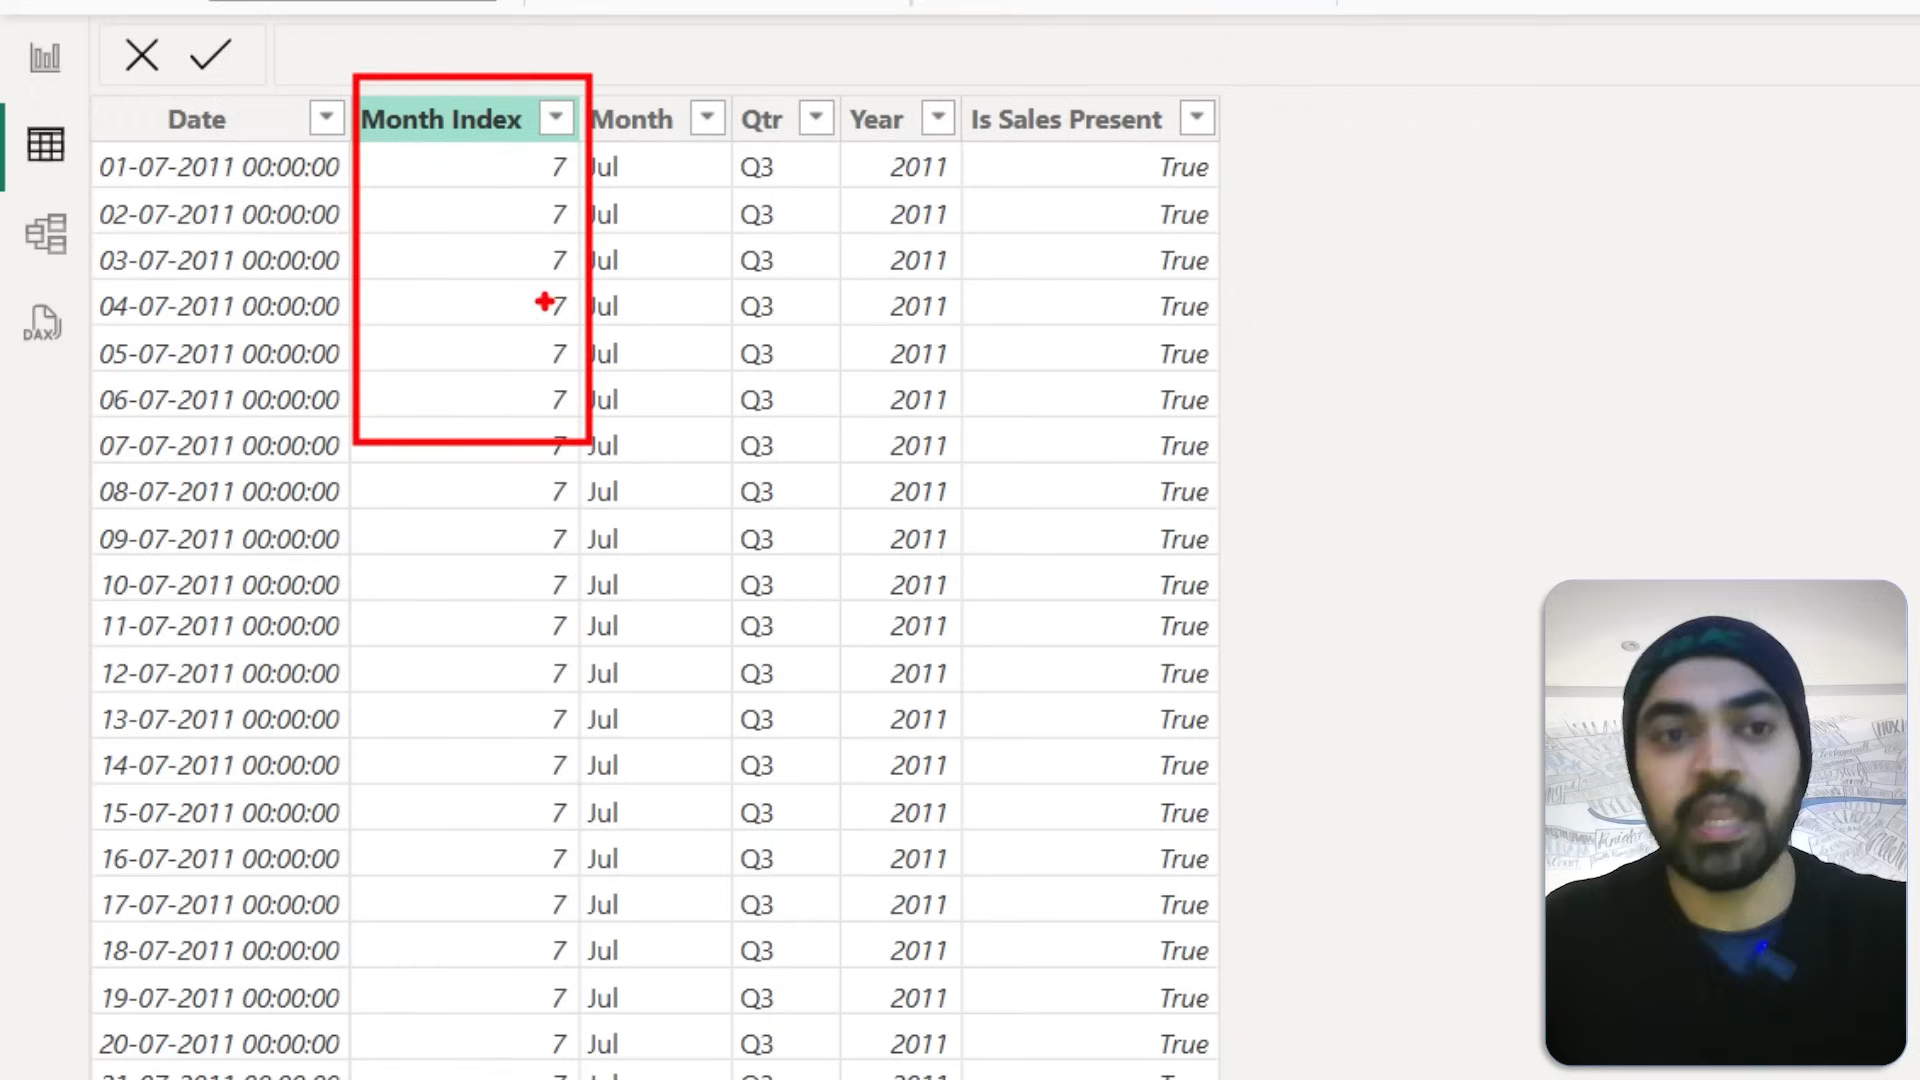 Date Month Index Month Qtr Year Is Sales Present
01-07-2011 00:00:00 7 Jul Q3 2011 True
02-07-2011 00:00:00 7 Jul Q3 2011 True
03-07-2011 00:00:00 7 Jul Q3 2011 True
04-07-2011 00:00:00 7 Jul Q3 2011 True
05-07-2011 00:00:00 7 Jul Q3 2011 True
06-07-2011 00:00:00 7 Jul Q3 2011 True
07-07-2011 00:00:00 7 Jul Q3 2011 True
08-07-2011 00:00:00 7 Jul Q3 2011 True
09-07-2011 00:00:00 7 Jul Q3 2011 True
10-07-2011 00:00:00 7 Jul Q3 2011 True
11-07-2011 00:00:00 7 Jul Q3 2011 True
12-07-2011 00:00:00 7 Jul Q3 2011 True
13-07-2011 00:00:00 7 Jul Q3 2011 True
14-07-2011 00:00:00 7 Jul Q3 2011 True
15-07-2011 00:00:00 7 Jul Q3 2011 True
16-07-2011 00:00:00 7 Jul Q3 2011 True
17-07-2011 00:00:00 7 Jul Q3 2011 True
18-07-2011 00:00:00 7 Jul Q3 2011 True
19-07-2011 00:00:00 7 Jul Q3 2011 True
20-07-2011 00:00:00 7 Jul Q3 2011 True
DAX
Knight